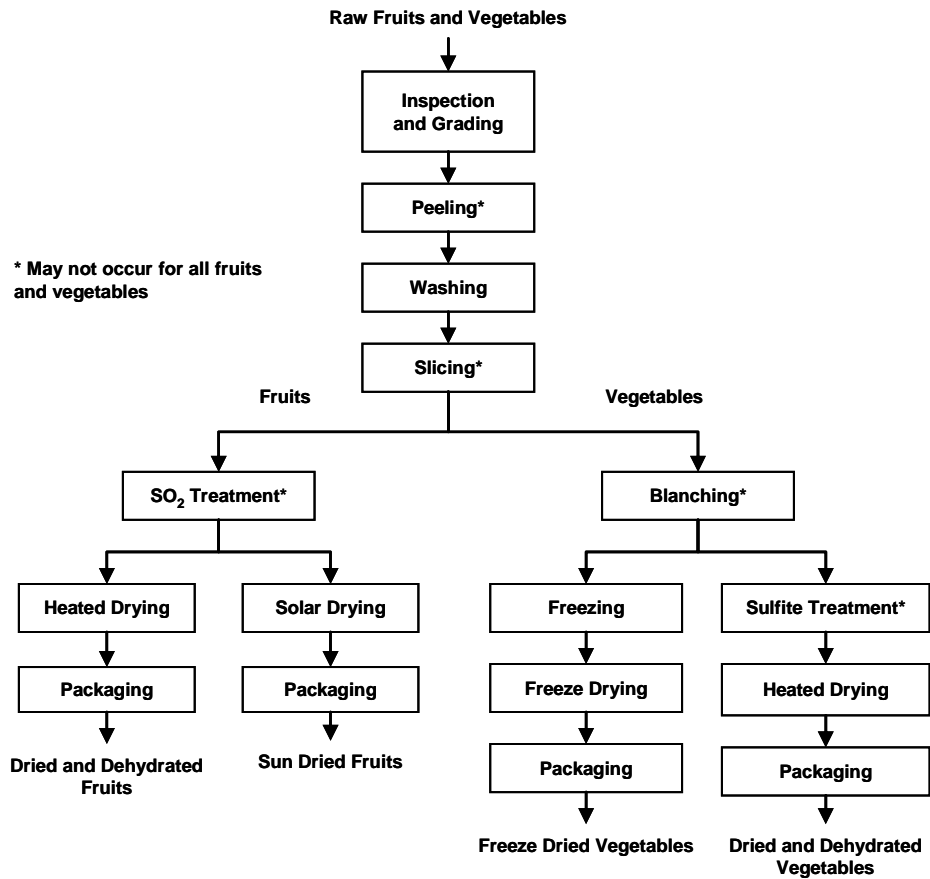 Raw Fruits and Vegetables
Inspection
and Grading
Peeling*
* May not occur for all fruits
and vegetables
Washing
Slicing*
Fruits
Vegetables
SO₂ Treatment*
Blanching*
Heated Drying
Solar Drying
Freezing
Sulfite Treatment*
Packaging
Packaging
Freeze Drying
Heated Drying
Dried and Dehydrated
Fruits
Sun Dried Fruits
Packaging
Packaging
Freeze Dried Vegetables
Dried and Dehydrated
Vegetables